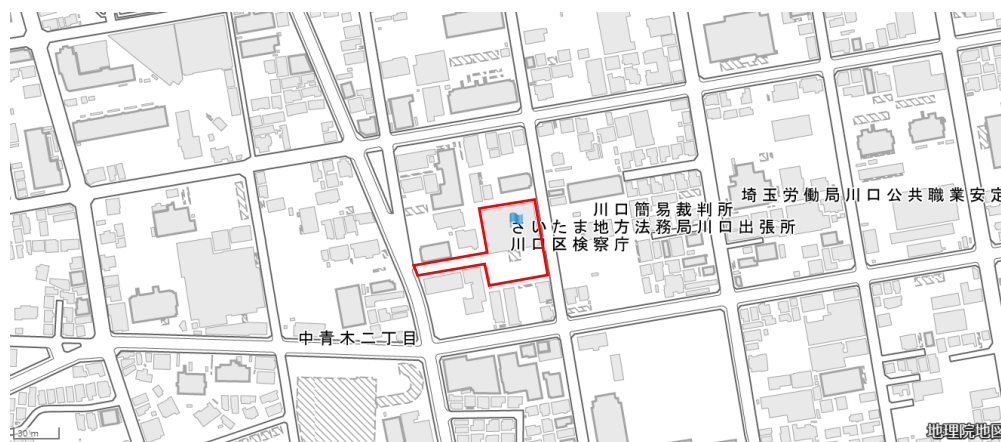 埼玉労働局川口公共職業安定
川口簡易裁判所
さいたま地方法務局川口出張所
川口区検察庁
中青木二丁目
30 m
地理院地図